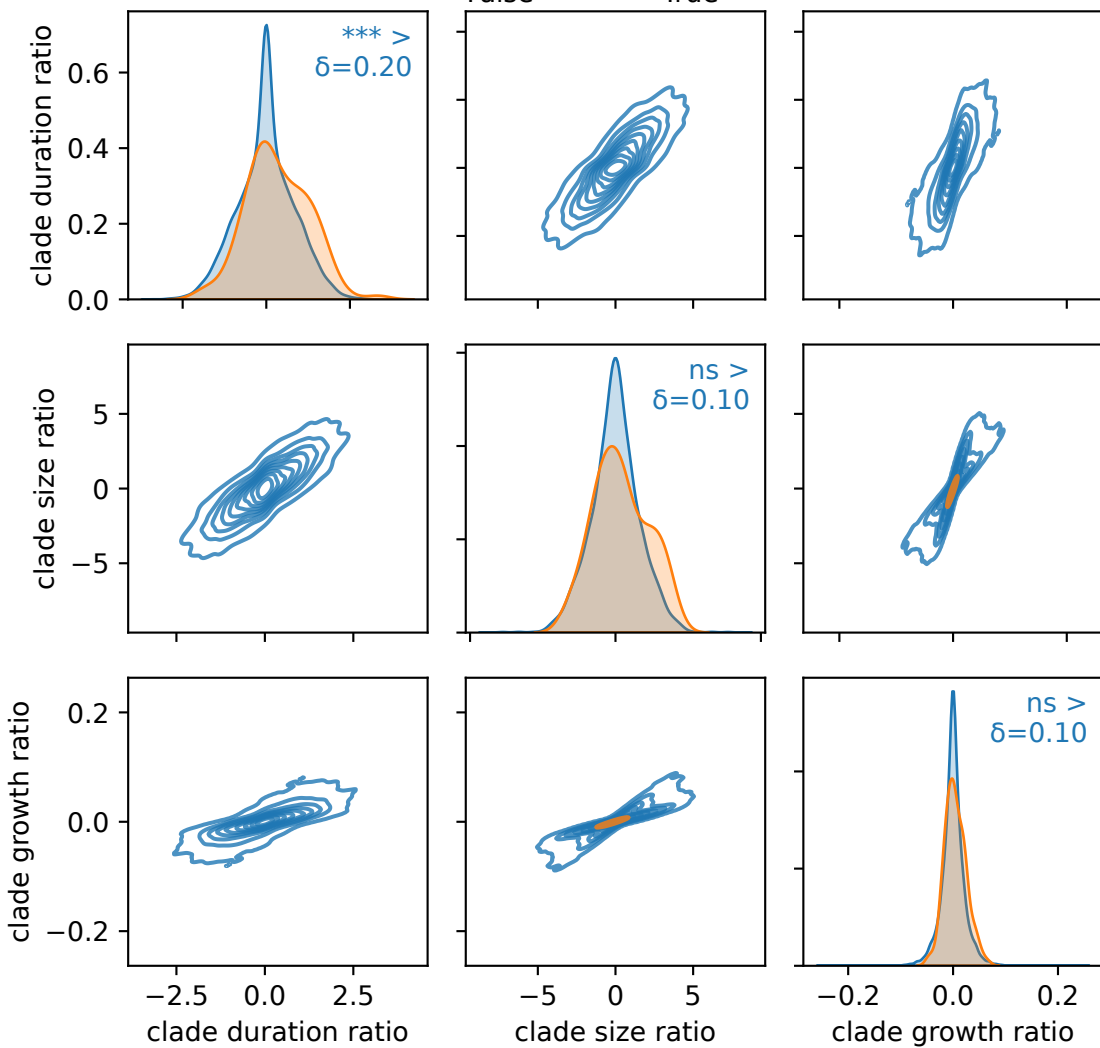 True
clade duration ratio
0.6
0.4
0.2
0.0
*** >
δ=0.20
clade size ratio
5
0
−5
ns >
δ=0.10
clade growth ratio
0.2
0.0
−0.2
ns >
δ=0.10
−2.5 0.0 2.5
−5 0 5
−0.2 0.0 0.2
clade duration ratio
clade size ratio
clade growth ratio